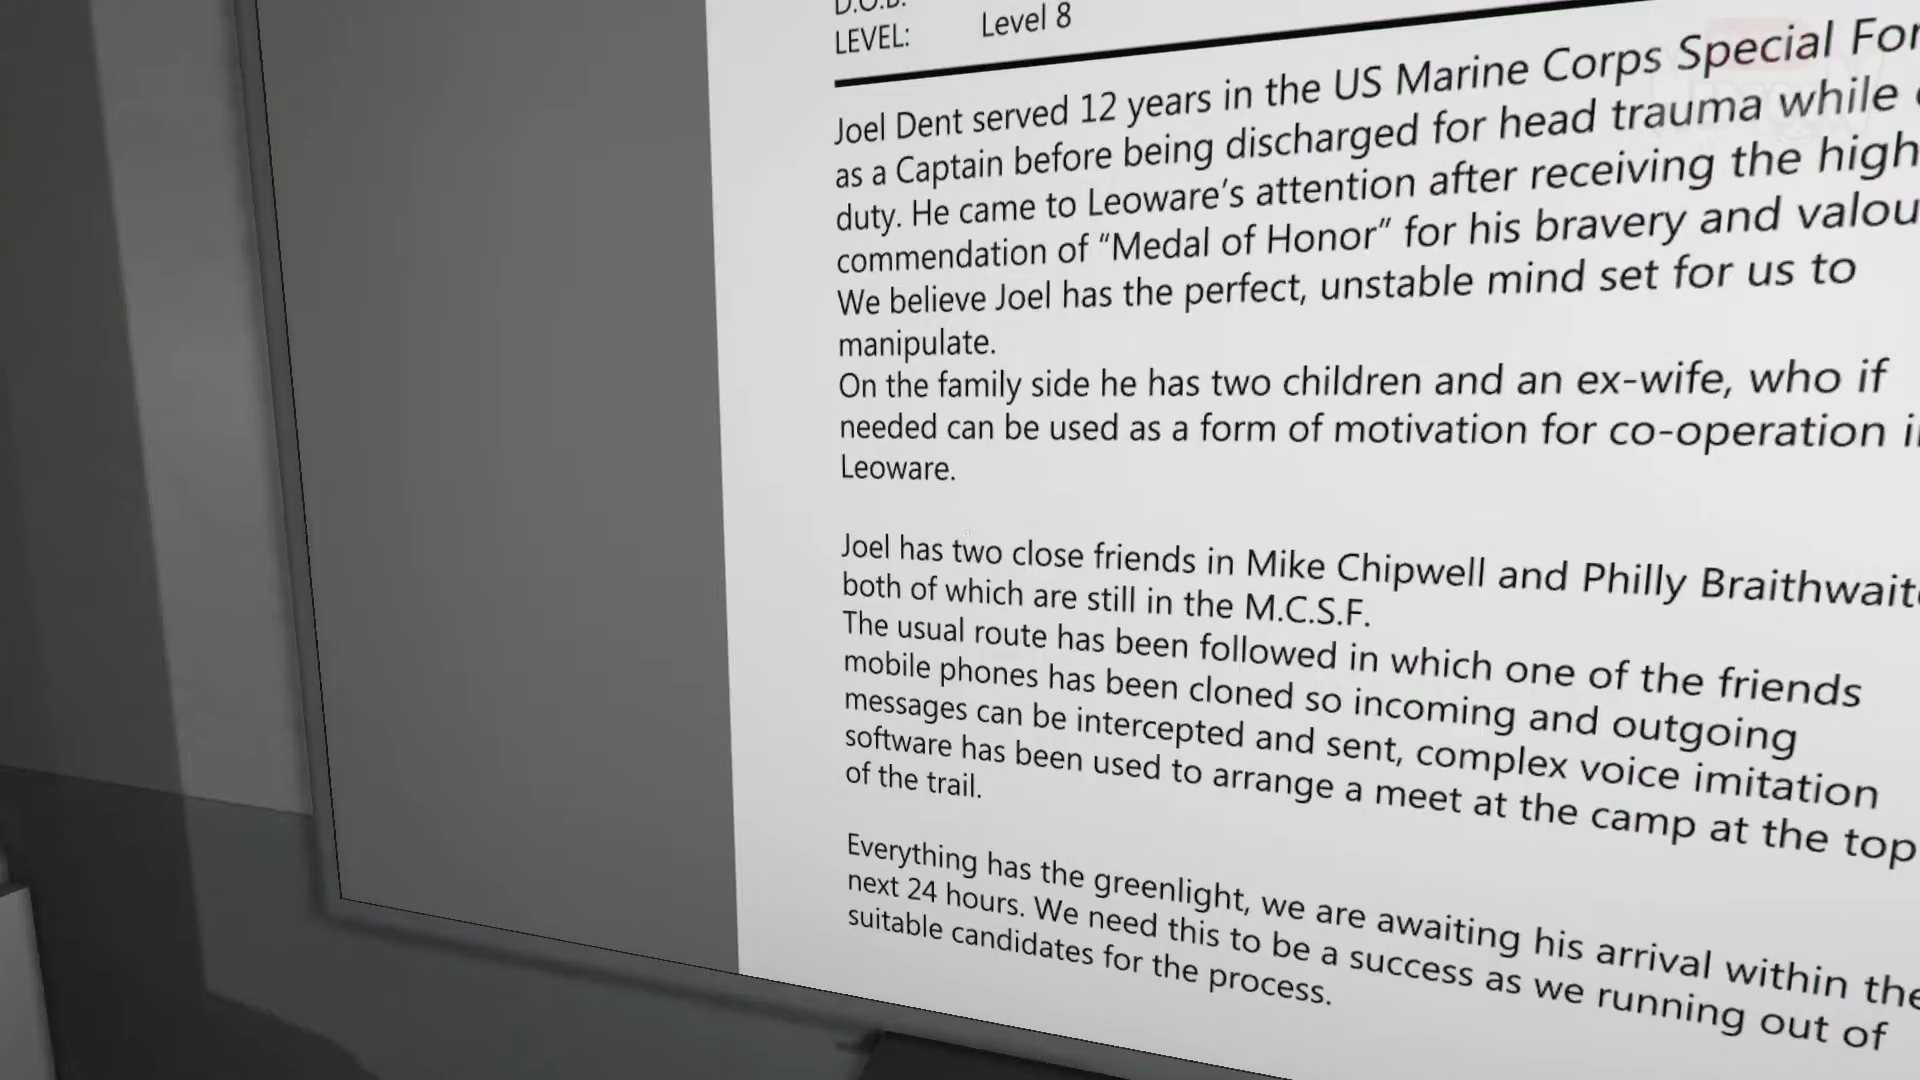 D.O.B.
LEVEL: Level 8
Joel Dent served 12 years in the US Marine Corps Special
as a Captain before being discharged for head trauma while
duty. He came to Leoware's attention after receiving the
commendation of "Medal of Honor" for his bravery and
We believe Joel has the perfect, unstable mind set for us to
manipulate.
On the family side he has two children and an ex-wife, who if
needed can be used as a form of motivation for co-operation
Leoware.
Joel has two close friends in Mike Chipwell and Philly
both of which are still in the M.C.S.F.
The usual route has been followed in which one of the friends
mobile phones has been cloned so incoming and outgoing
messages can be intercepted and sent, complex voice imitation
software has been used to arrange a meet at the camp at the top
of the trail.
Everything has the greenlight, we are awaiting his arrival within the
next 24 hours. We need this to be a success as we running out of
suitable candidates for the process.